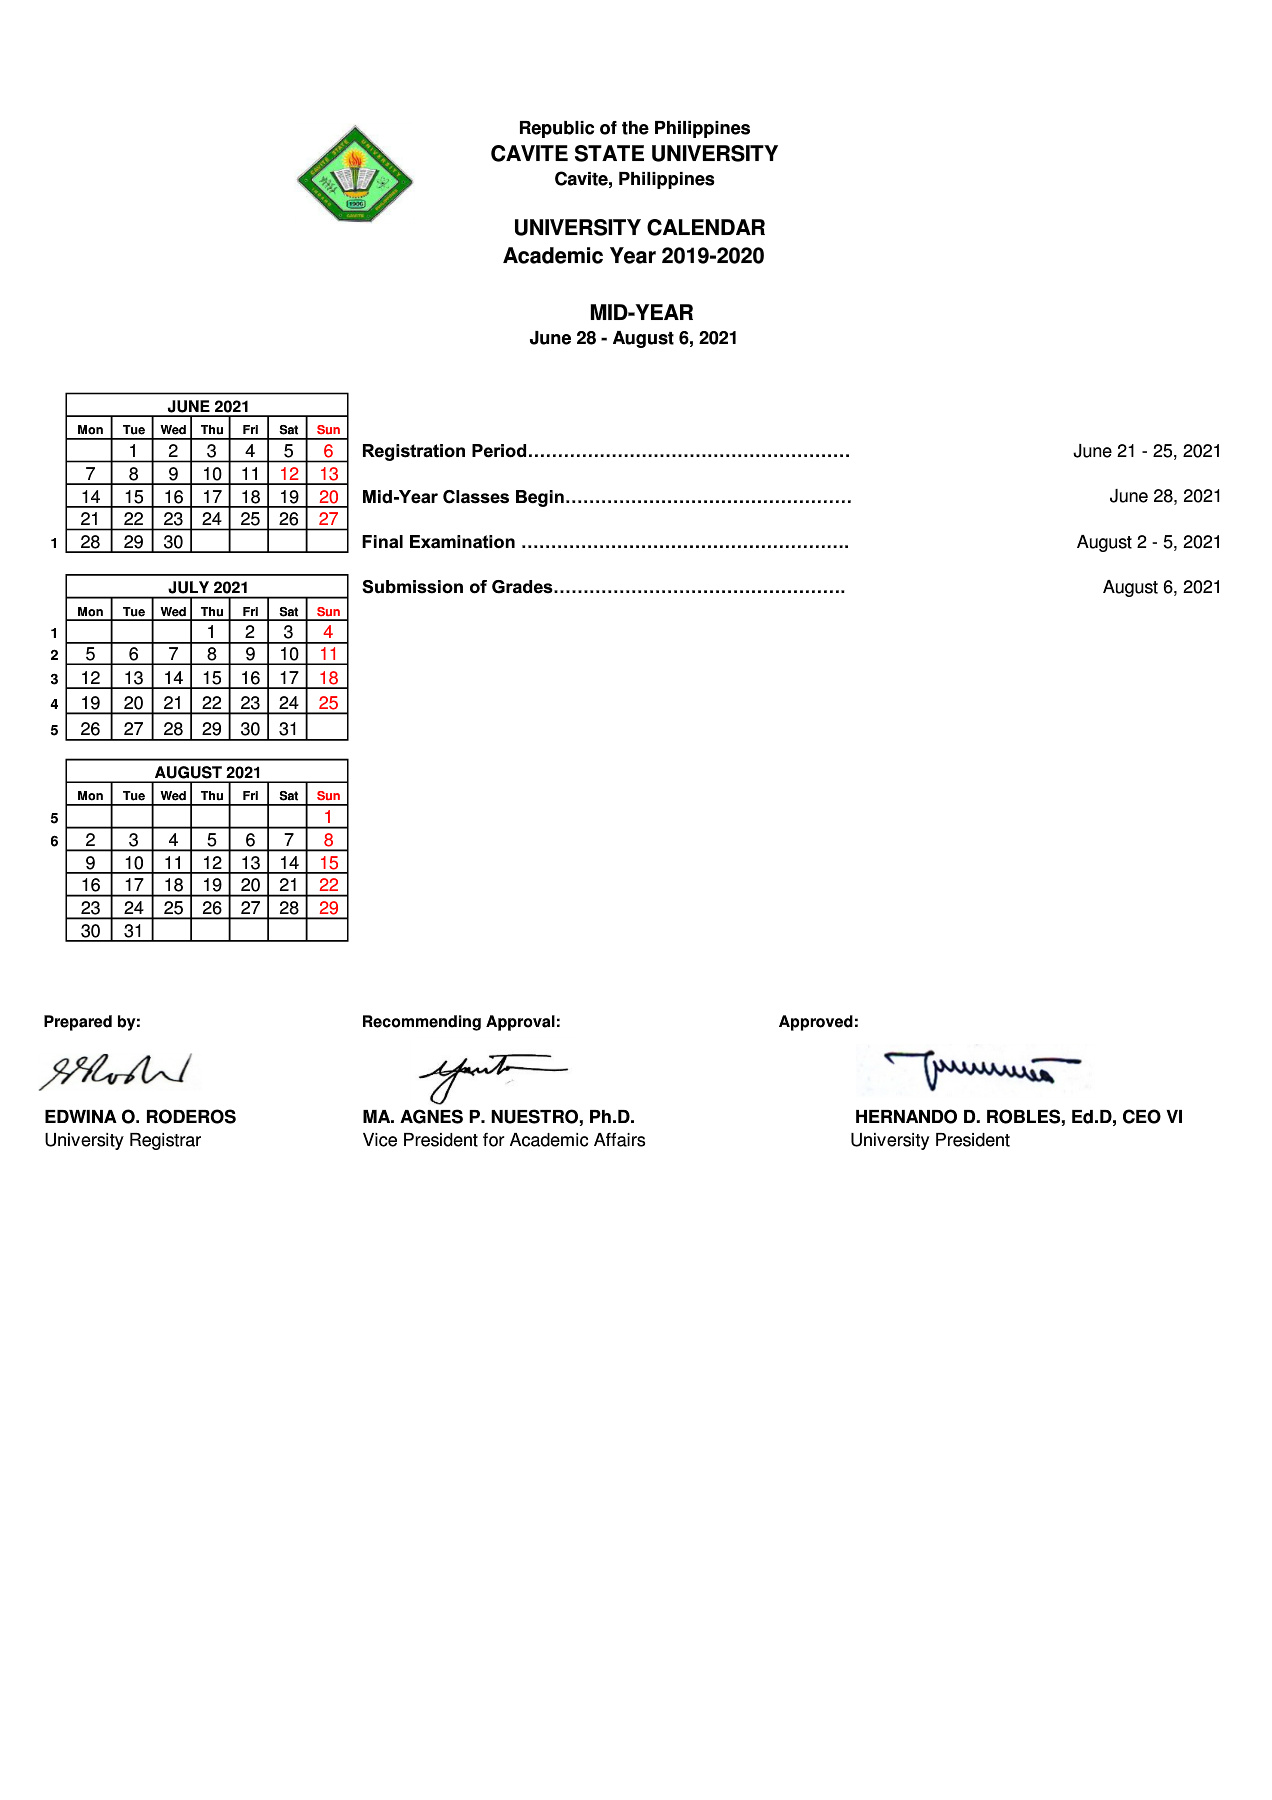 Republic of the Philippines
CAVITE STATE UNIVERSITY
Cavite, Philippines
UNIVERSITY CALENDAR
Academic Year 2019-2020
MID-YEAR
June 28 - August 6, 2021
CAVITE STATE UNIVERSITY
1906
CAVITE
JUNE 2021
Mon Tue Wed Thu Fri Sat Sun
1 2 3 4 5 6
7 8 9 10 11 12 13
14 15 16 17 18 19 20
21 22 23 24 25 26 27
1 28 29 30
Registration Period……………………………………………… June 21 - 25, 2021
Mid-Year Classes Begin………………………………………… June 28, 2021
Final Examination ………………………………………………. August 2 - 5, 2021
Submission of Grades…………………………………………. August 6, 2021
JULY 2021
Mon Tue Wed Thu Fri Sat Sun
1 1 2 3 4
2 5 6 7 8 9 10 11
3 12 13 14 15 16 17 18
4 19 20 21 22 23 24 25
5 26 27 28 29 30 31
AUGUST 2021
Mon Tue Wed Thu Fri Sat Sun
5 1
6 2 3 4 5 6 7 8
9 10 11 12 13 14 15
16 17 18 19 20 21 22
23 24 25 26 27 28 29
30 31
Prepared by:
EDWINA O. RODEROS
University Registrar
Recommending Approval:
MA. AGNES P. NUESTRO, Ph.D.
Vice President for Academic Affairs
Approved:
HERNANDO D. ROBLES, Ed.D, CEO VI
University President